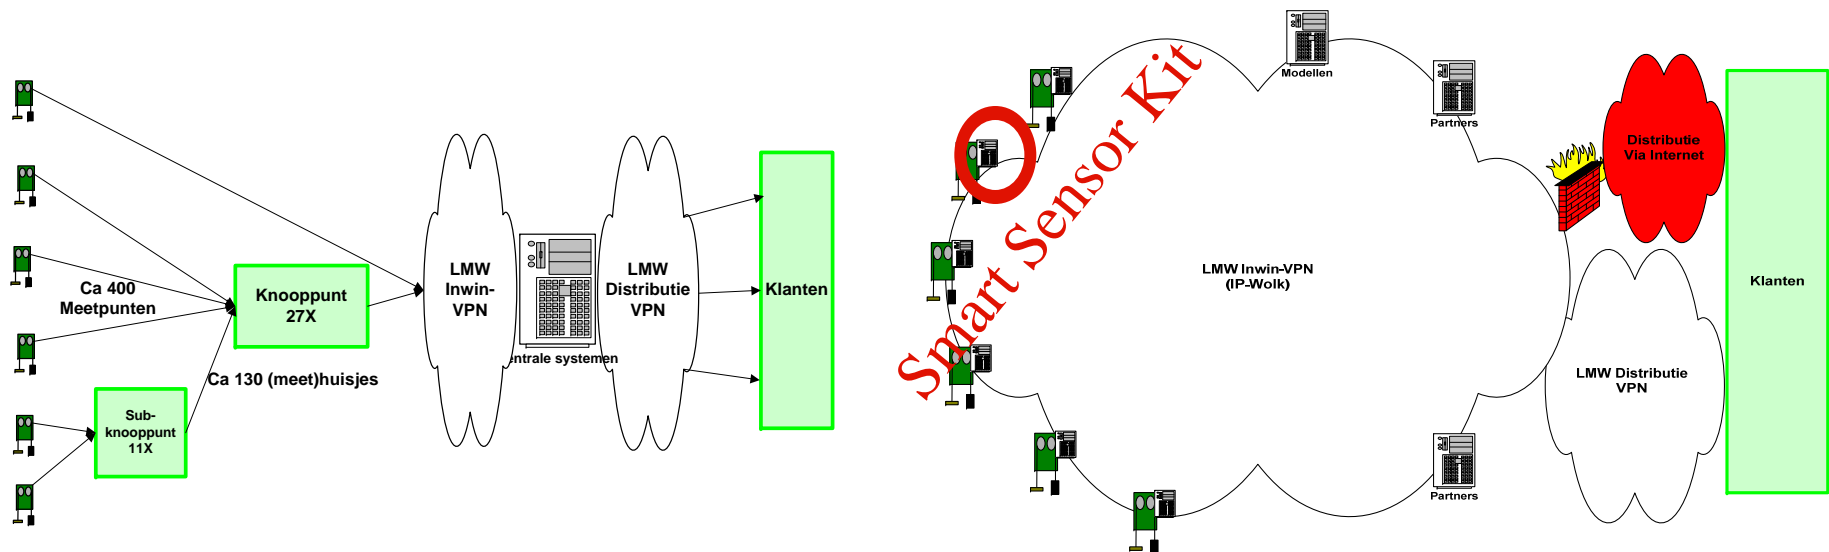 Ca 400
Meetpunten
Knooppunt
27X
Ca 130 (meet)huisjes
Sub-
knooppunt
11X
LMW
Inwin-
VPN
entrale systemen
LMW
Distributie
VPN
Klanten
Smart Sensor Kit
Modellen
Partners
LMW Inwin-VPN
(IP-Wolk)
Partners
Distributie
Via Internet
LMW Distributie
VPN
Klanten